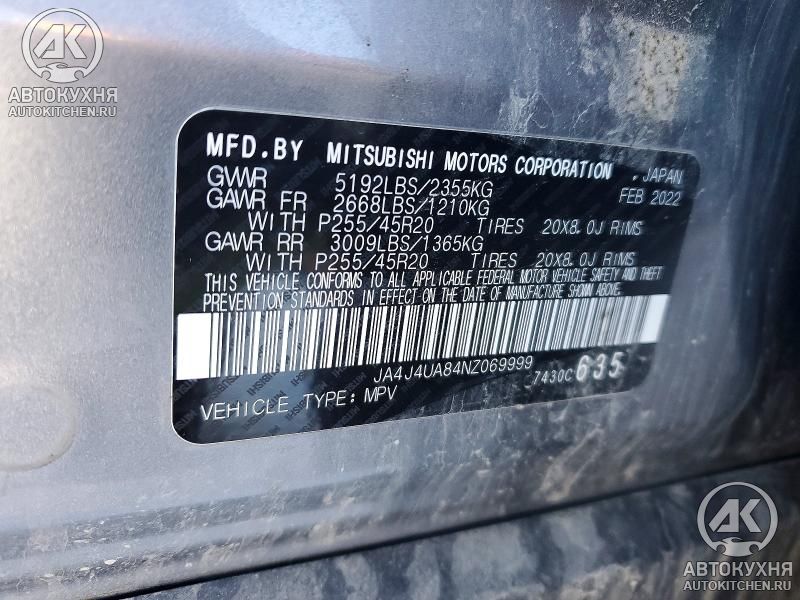 AK
АВТОКУХНЯ
AUTOKITCHEN.RU
MFD.BY MITSUBISHI MOTORS CORPORATION , JAPAN
GVWR 5192LBS/2355KG FEB 2022
GAWR FR 2668LBS/1210KG
WITH P255/45R20 TIRES 20X8.0J RIMS
GAWR RR 3009LBS/1365KG
WITH P255/45R20 TIRES 20X8.0J RIMS
THIS VEHICLE CONFORMS TO ALL APPLICABLE FEDERAL MOTOR VEHICLE SAFETY AND THEFT
PREVENTION STANDARDS IN EFFECT ON THE DATE OF MANUFACTURE SHOWN ABOVE.
JA4J4UA84NZ069999 7430C 635
VEHICLE TYPE: MPV
AK
АВТОКУХНЯ
AUTOKITCHEN.RU